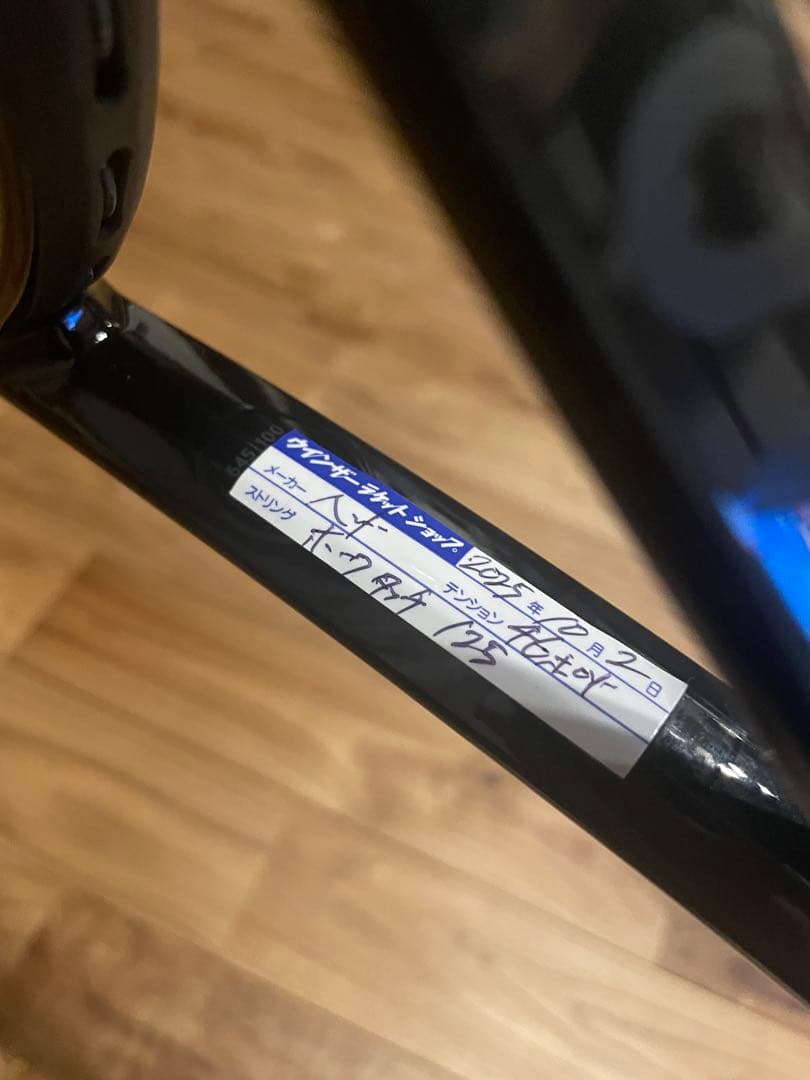 645/100
ウインザーラケットショップ。
2025年10月2日
メーカー ヘッド
テンション 46ポンド
ストリング ホークタッチ 125